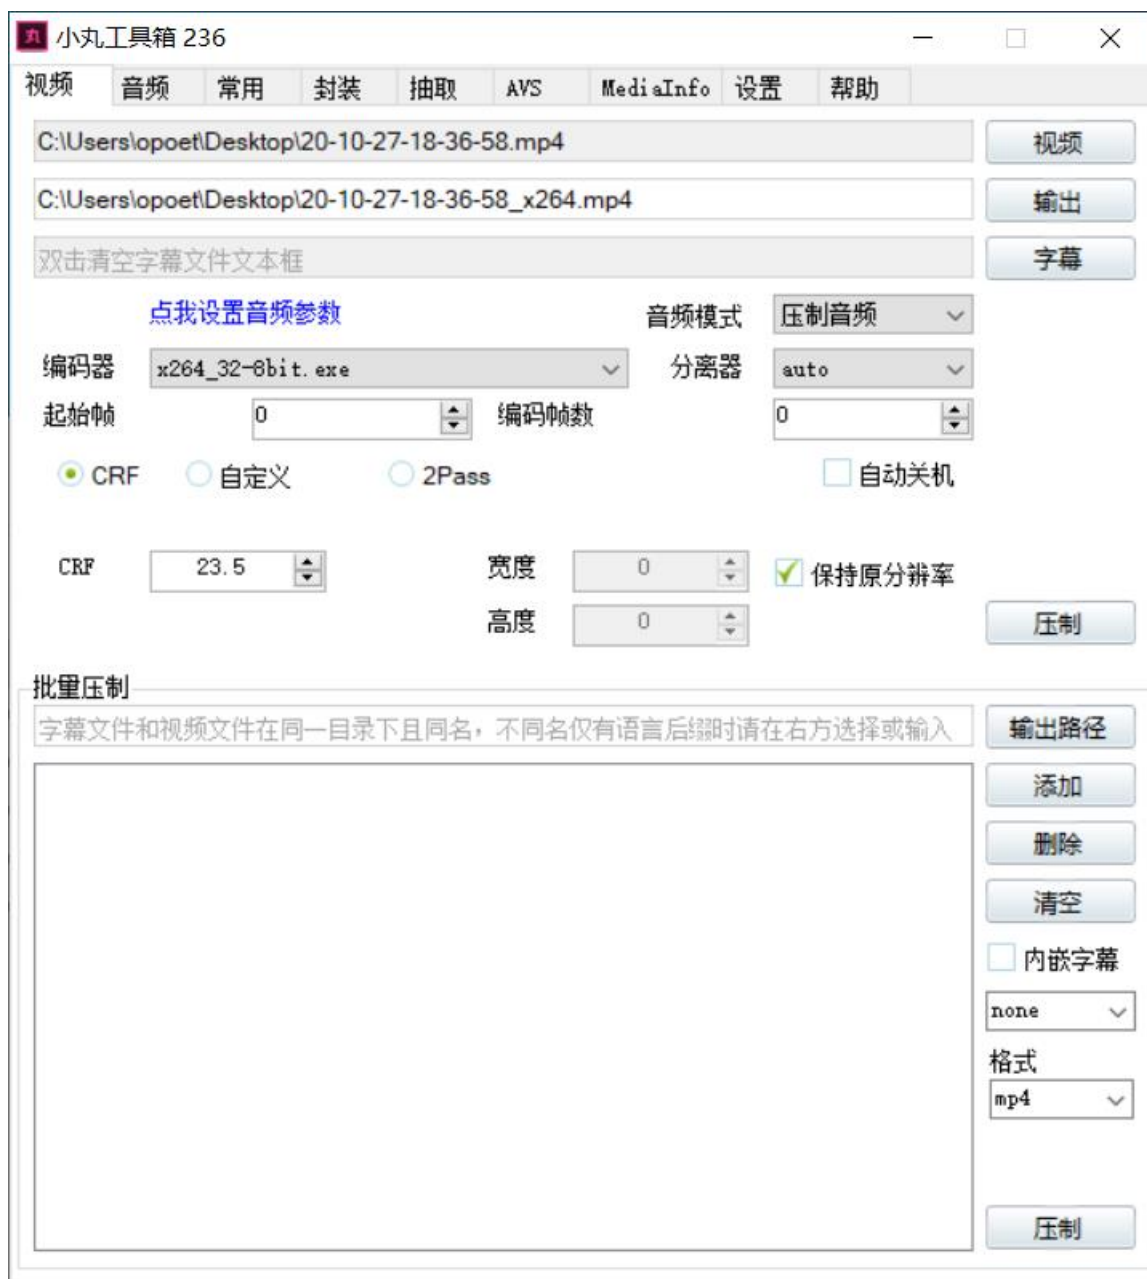 小丸工具箱 236
视频 音频 常用 封装 抽取 AVS MediaInfo 设置 帮助
C:\Users\opoet\Desktop\20-10-27-18-36-58.mp4 视频
C:\Users\opoet\Desktop\20-10-27-18-36-58_x264.mp4 输出
双击清空字幕文件文本框 字幕
点我设置音频参数 音频模式 压制音频
编码器 x264_32-8bit.exe 分离器 auto
起始帧 0 编码帧数 0
CRF 自定义 2Pass 自动关机
CRF 23.5 宽度 0 保持原分辨率
高度 0 压制
批量压制
字幕文件和视频文件在同一目录下且同名，不同名仅有语言后缀时请在右方选择或输入 输出路径
添加
删除
清空
内嵌字幕
none
格式
mp4
压制